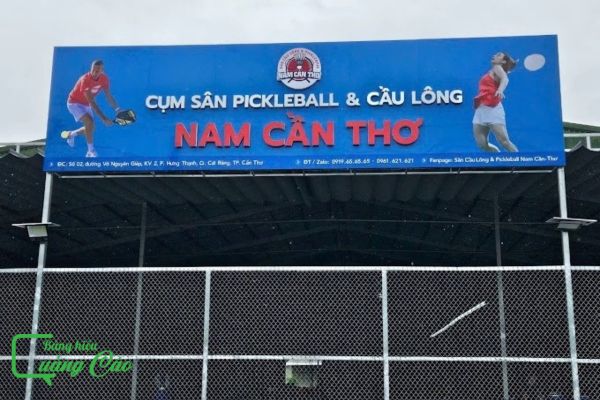 NAM CẦN THƠ
CỤM SÂN PICKLEBALL & CẦU LÔNG
NAM CẦN THƠ
ĐC: Số 02, đường Võ Nguyên Giáp, KV 2, P. Hưng Thạnh, Q. Cái Răng, TP. Cần Thơ
ĐT / Zalo: 0919.65.65.65 - 0961.621.621
Fanpage: Sân Cầu Lông & Pickleball Nam Cần Thơ
Bảng hiệu
Quảng Cáo